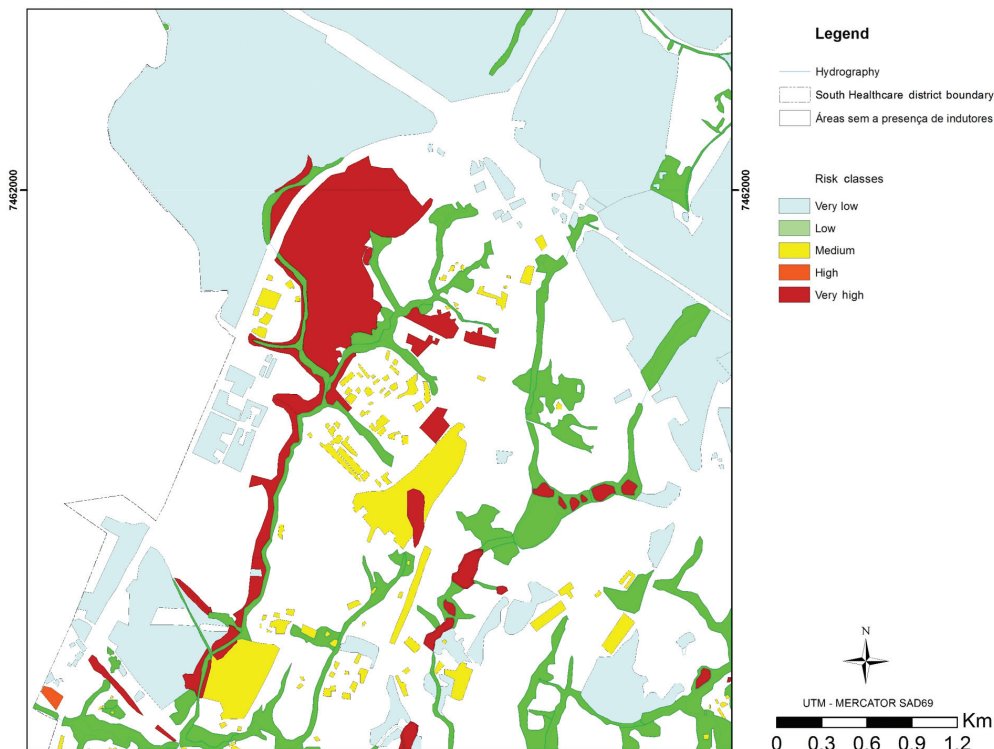 Legend
Hydrography
South Healthcare district boundary
Áreas sem a presença de indutores
Risk classes
Very low
Low
Medium
High
Very high
7462000
7462000
N
UTM - MERCATOR SAD69
Km
0 0.3 0.6 0.9 1.2